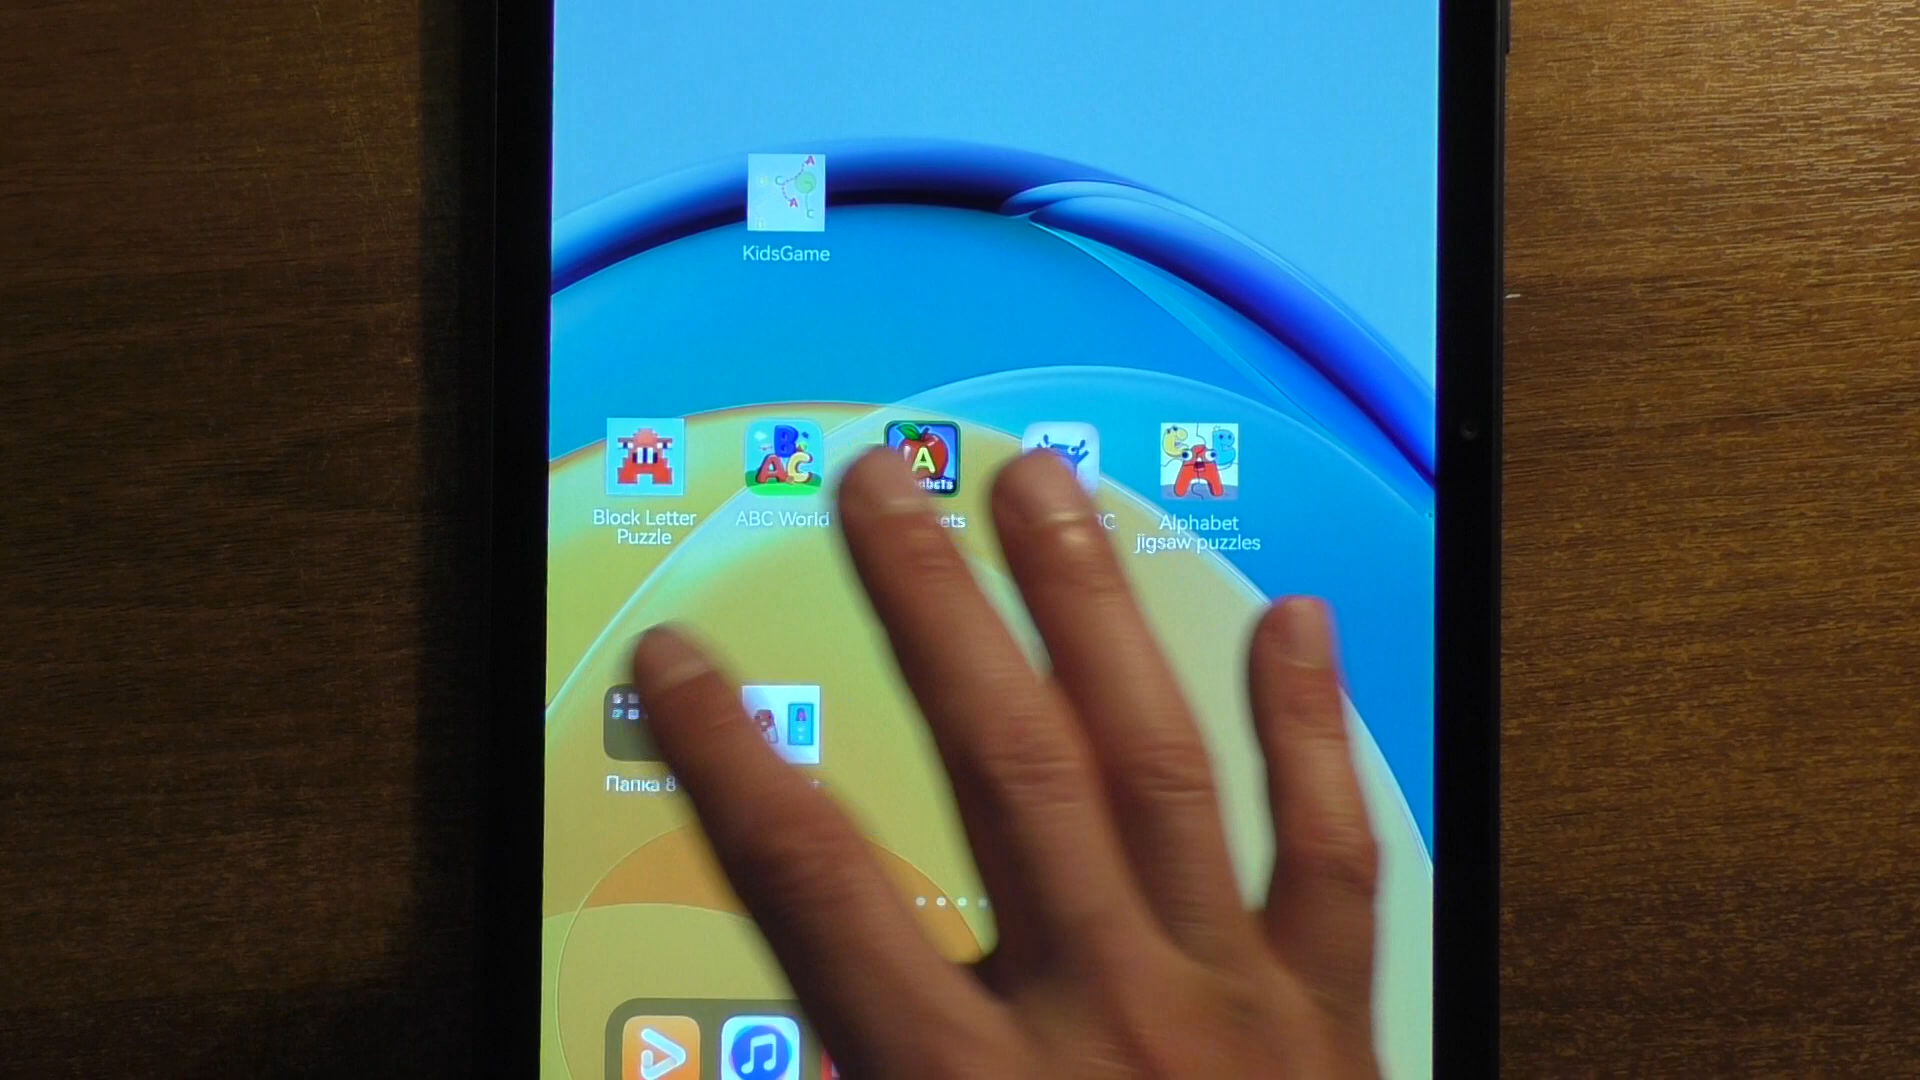 KidsGame
Block Letter
Puzzle
ABC World
Alphabet
jigsaw puzzles
Папка 8